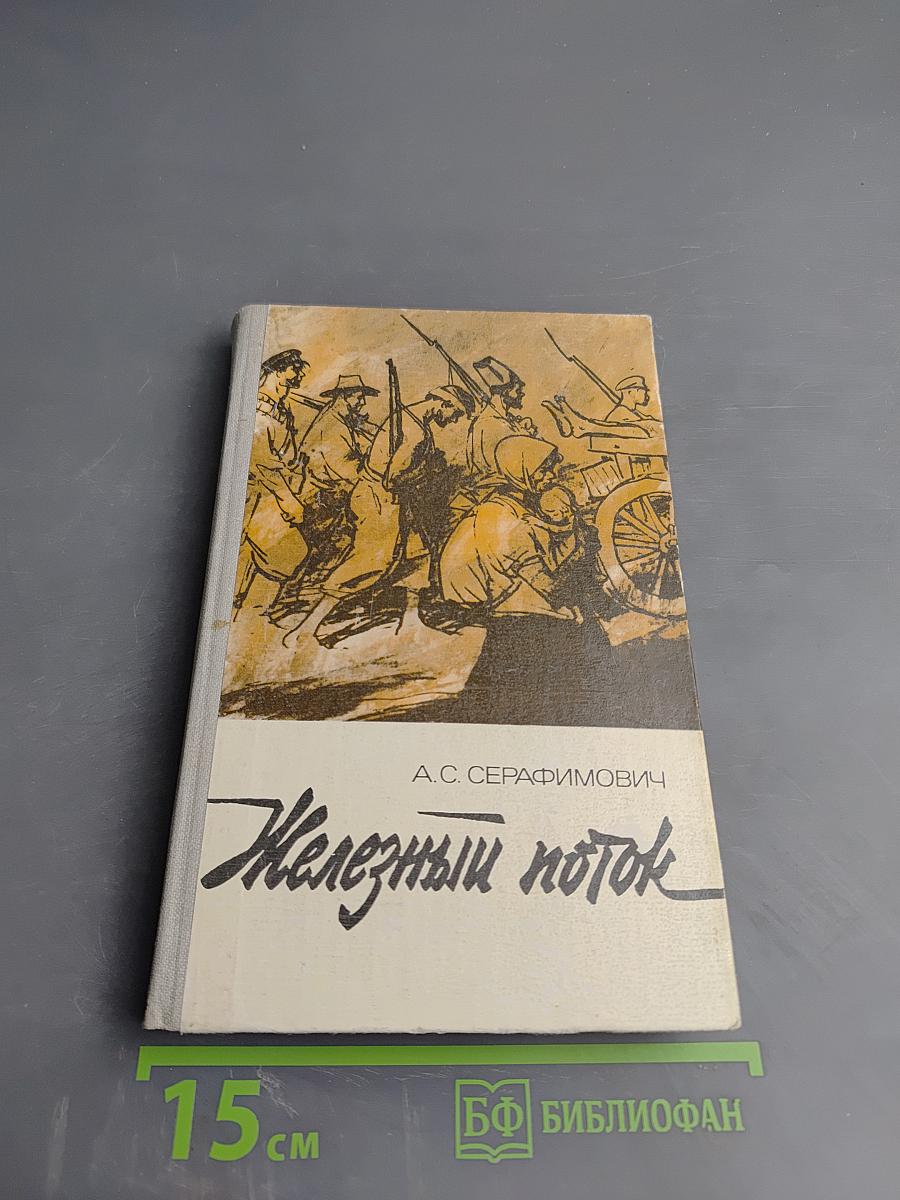 А.С. СЕРАФИМОВИЧ
Железный поток
15 см
БФ БИБЛИОФАН